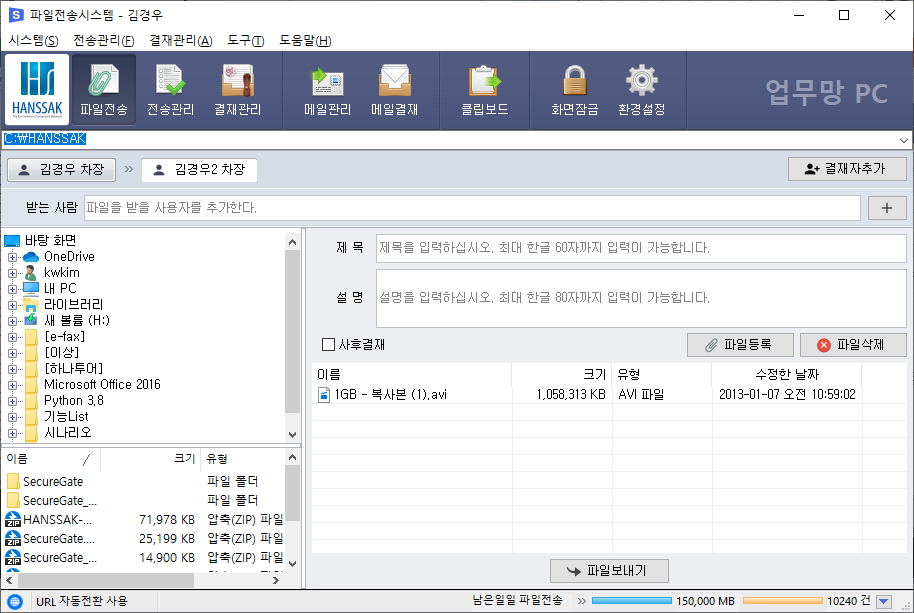 파일전송시스템 - 김경우
시스템(S) 전송관리(F) 결재관리(A) 도구(T) 도움말(H)
HANSSAK
파일전송 전송관리 결재관리 메일관리 메일결재 클립보드 화면잠금 환경설정
업무망 PC
C:\HANSSAK
김경우 차장 » 김경우2 차장 결재자추가
받는 사람 파일을 받을 사용자를 추가한다.
바탕 화면
OneDrive
kwkim
내 PC
라이브러리
새 볼륨 (H:)
[e-fax]
[이상]
[하나투어]
Microsoft Office 2016
Python 3.8
기능List
시나리오
이름 크기 유형
SecureGate 파일 폴더
SecureGate_... 파일 폴더
HANSSAK-... 71,978 KB 압축(ZIP) 파일
SecureGate.... 25,199 KB 압축(ZIP) 파일
SecureGate_... 14,900 KB 압축(ZIP) 파일
제 목 제목을 입력하십시오. 최대 한글 60자까지 입력이 가능합니다.
설 명 설명을 입력하십시오. 최대 한글 80자까지 입력이 가능합니다.
사후결재 파일등록 파일삭제
이름 크기 유형 수정한 날짜
1GB - 복사본 (1).avi 1,058,313 KB AVI 파일 2013-01-07 오전 10:59:02
파일보내기
URL 자동전환 사용 남은일일 파일전송 » 150,000 MB 10240 건